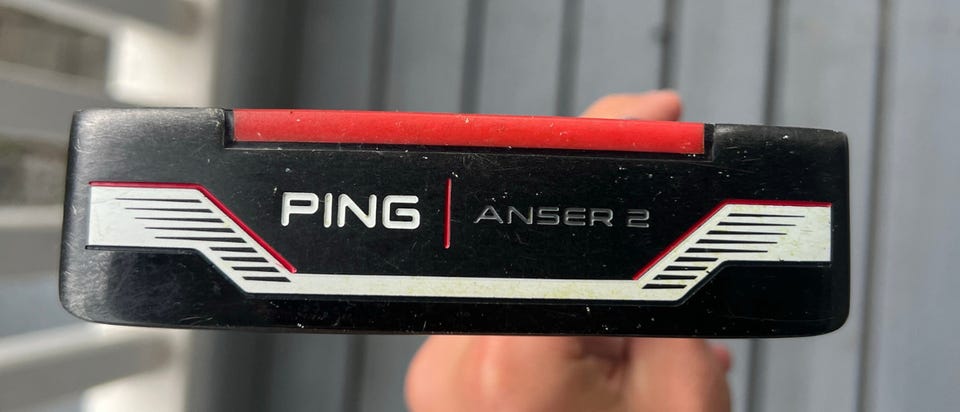 PING | ANSER 2